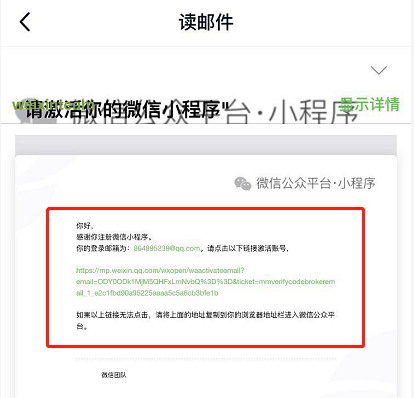 读邮件
weixinteam
请激活你的微信小程序"
显示详情
微信公众平台·小程序
微信公众平台·小程序
你好,
感谢你注册微信小程序。
你的登录邮箱为: 864895239@qq.com。请点击以下链接激活账号。
https://mp.weixin.qq.com/wxopen/waactivateemail?
email=ODY0ODk1MjM5QHFxLmNvbQ%3D%3D&ticket=mmverifycodebrokerem
ail_1_e2c1fbd90a95225aaaa5c5a6cb3bfe1b
如果以上链接无法点击，请将上面的地址复制到你的浏览器地址栏进入微信公众平
台。
微信团队